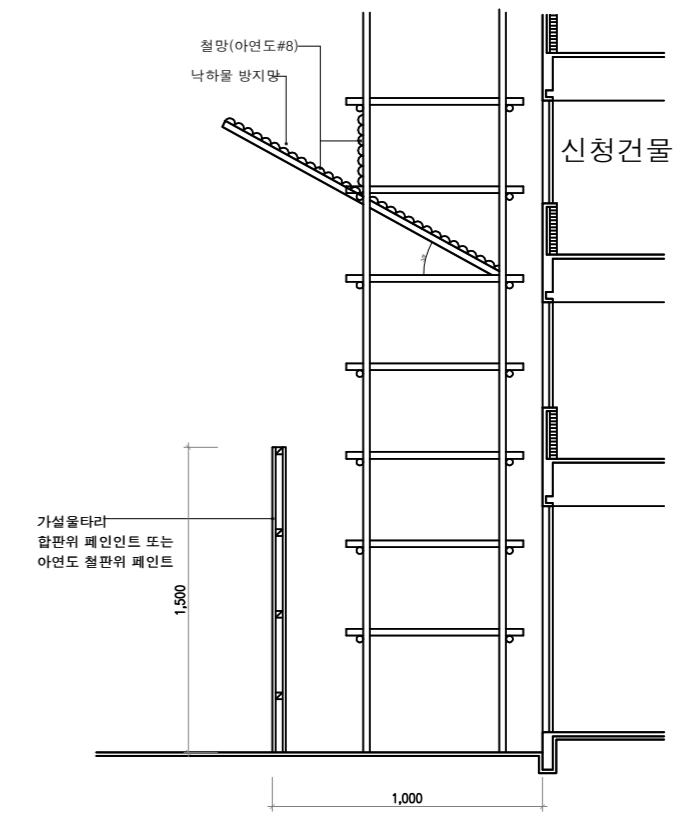 철망(아연도#8)
낙하물 방지망
신청건물
가설울타리
합판위 페인인트 또는
아연도 철판위 페인트
1,500
1,000